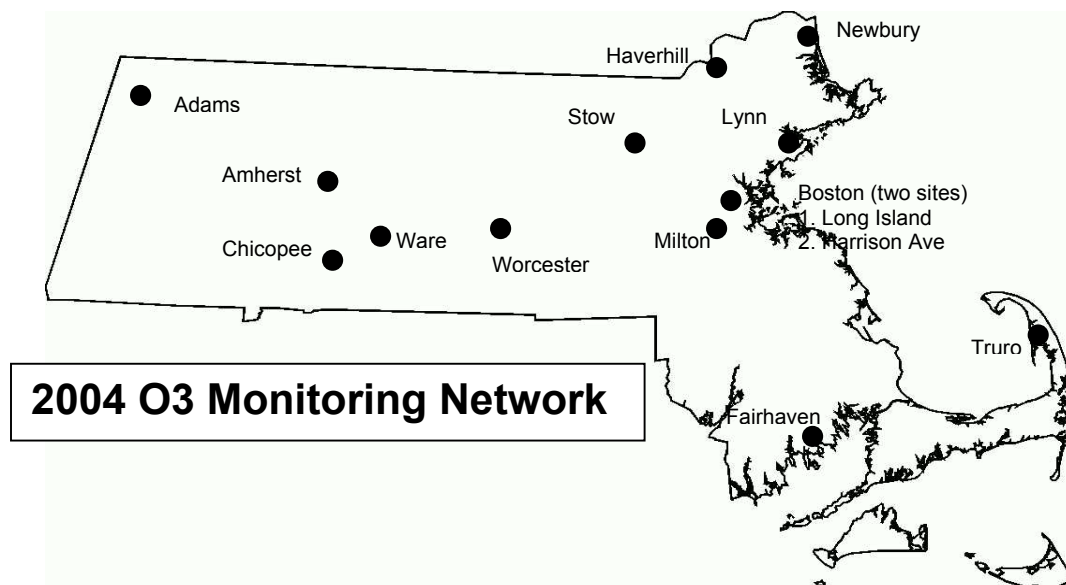 Newbury
Haverhill
Adams
Stow
Lynn
Amherst
Boston (two sites)
1. Long Island
2. Harrison Ave
Milton
Ware
Chicopee
Worcester
Truro
2004 O3 Monitoring Network
Fairhaven